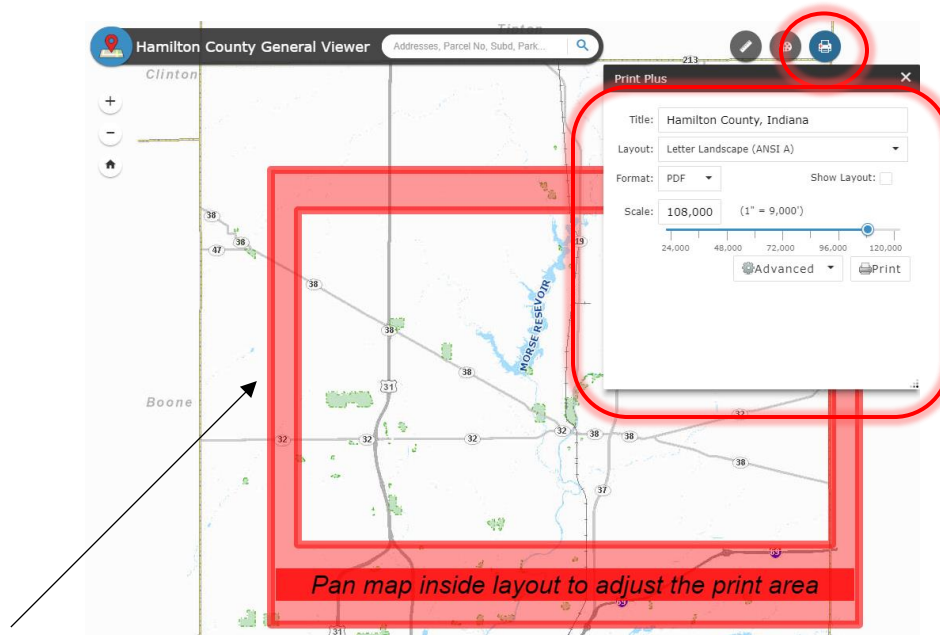 Tipton
Hamilton County General Viewer
Addresses, Parcel No, Subd, Park...
213
Clinton
Print Plus
×
+
−
Title: Hamilton County, Indiana
Layout: Letter Landscape (ANSI A)
Format: PDF
Show Layout:
Scale: 108,000 (1" = 9,000')
24,000 48,000 72,000 96,000 120,000
Advanced
Print
38
47
38
19
38
MORSE RESERVOIR
38
38
31
Boone
32
32
32
32
32
38
38
38
37
69
Pan map inside layout to adjust the print area
69
31